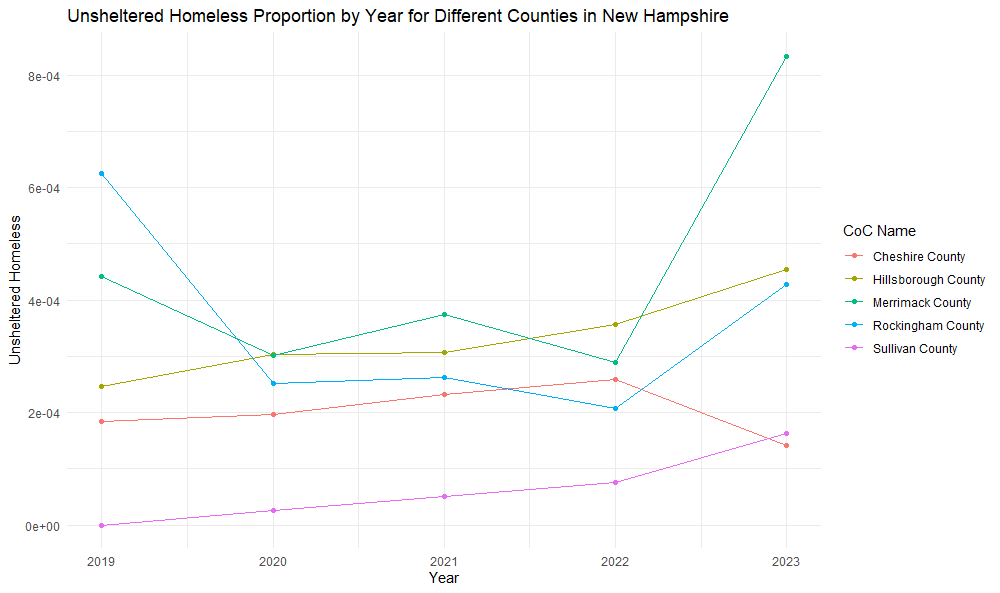 Unsheltered Homeless Proportion by Year for Different Counties in New Hampshire
8e-04
6e-04
4e-04
2e-04
0e+00
Unsheltered Homeless
2019 2020 2021 2022 2023
Year
CoC Name
Cheshire County
Hillsborough County
Merrimack County
Rockingham County
Sullivan County